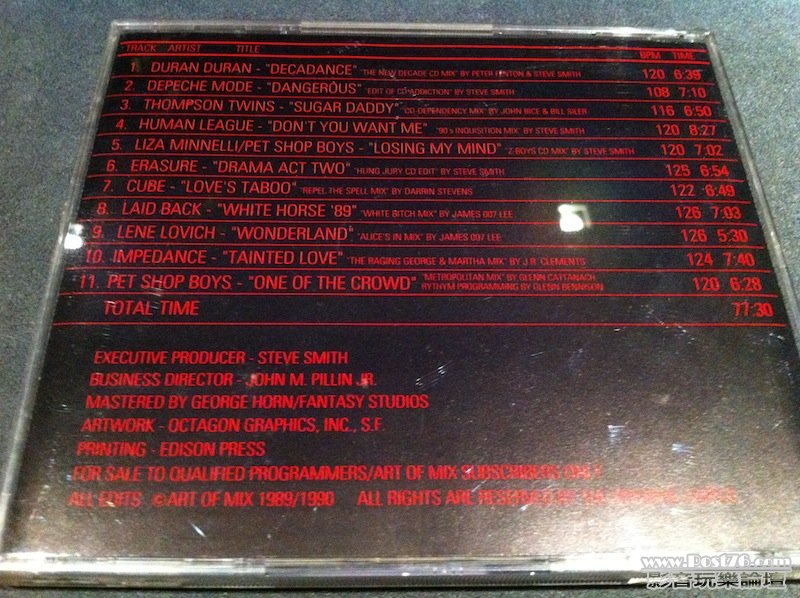 TRACK ARTIST TITLE BPM TIME
1. DURAN DURAN - "DECADANCE" "THE NEW DECADE CD MIX" BY PETER FENTON & STEVE SMITH 120 6:39
2. DEPECHE MODE - "DANGEROUS" "EDIT OF CD ADDICTION" BY STEVE SMITH 108 7:10
3. THOMPSON TWINS - "SUGAR DADDY" "CO-DEPENDENCY MIX" BY JOHN BICE & BILL SILER 116 6:50
4. HUMAN LEAGUE - "DON'T YOU WANT ME" "90's INQUISITION MIX" BY STEVE SMITH 120 8:27
5. LIZA MINNELLI/PET SHOP BOYS - "LOSING MY MIND" "Z BOYS CD MIX" BY STEVE SMITH 120 7:02
6. ERASURE - "DRAMA ACT TWO" "HUNG JURY CD EDIT" BY STEVE SMITH 125 6:54
7. CUBE - "LOVE'S TABOO" "REPEL THE SPELL MIX" BY DARRIN STEVENS 122 6:49
8. LAID BACK - "WHITE HORSE '89" "WHITE BITCH MIX" BY JAMES 007 LEE 126 7:03
9. LENE LOVICH - "WONDERLAND" "ALICE'S IN MIX" BY JAMES 007 LEE 126 5:30
10. IMPEDANCE - "TAINTED LOVE" "THE RAGING GEORGE & MARTHA MIX" BY J.R. CLEMENTS 124 7:40
11. PET SHOP BOYS - "ONE OF THE CROWD" "METROPOLITAN MIX" BY GLENN CATTANACH 120 6:28
RYTHYM PROGRAMMING BY GLENN BENNISON
TOTAL TIME 77:30
EXECUTIVE PRODUCER - STEVE SMITH
BUSINESS DIRECTOR - JOHN M. PILLIN JR.
MASTERED BY GEORGE HORN/FANTASY STUDIOS
ARTWORK - OCTAGON GRAPHICS, INC., S.F.
PRINTING - EDISON PRESS
FOR SALE TO QUALIFIED PROGRAMMERS/ART OF MIX SUBSCRIBERS ONLY
ALL EDITS ©ART OF MIX 1989/1990 ALL RIGHTS ARE RESERVED BY
www.Post76.com
影音玩樂論壇